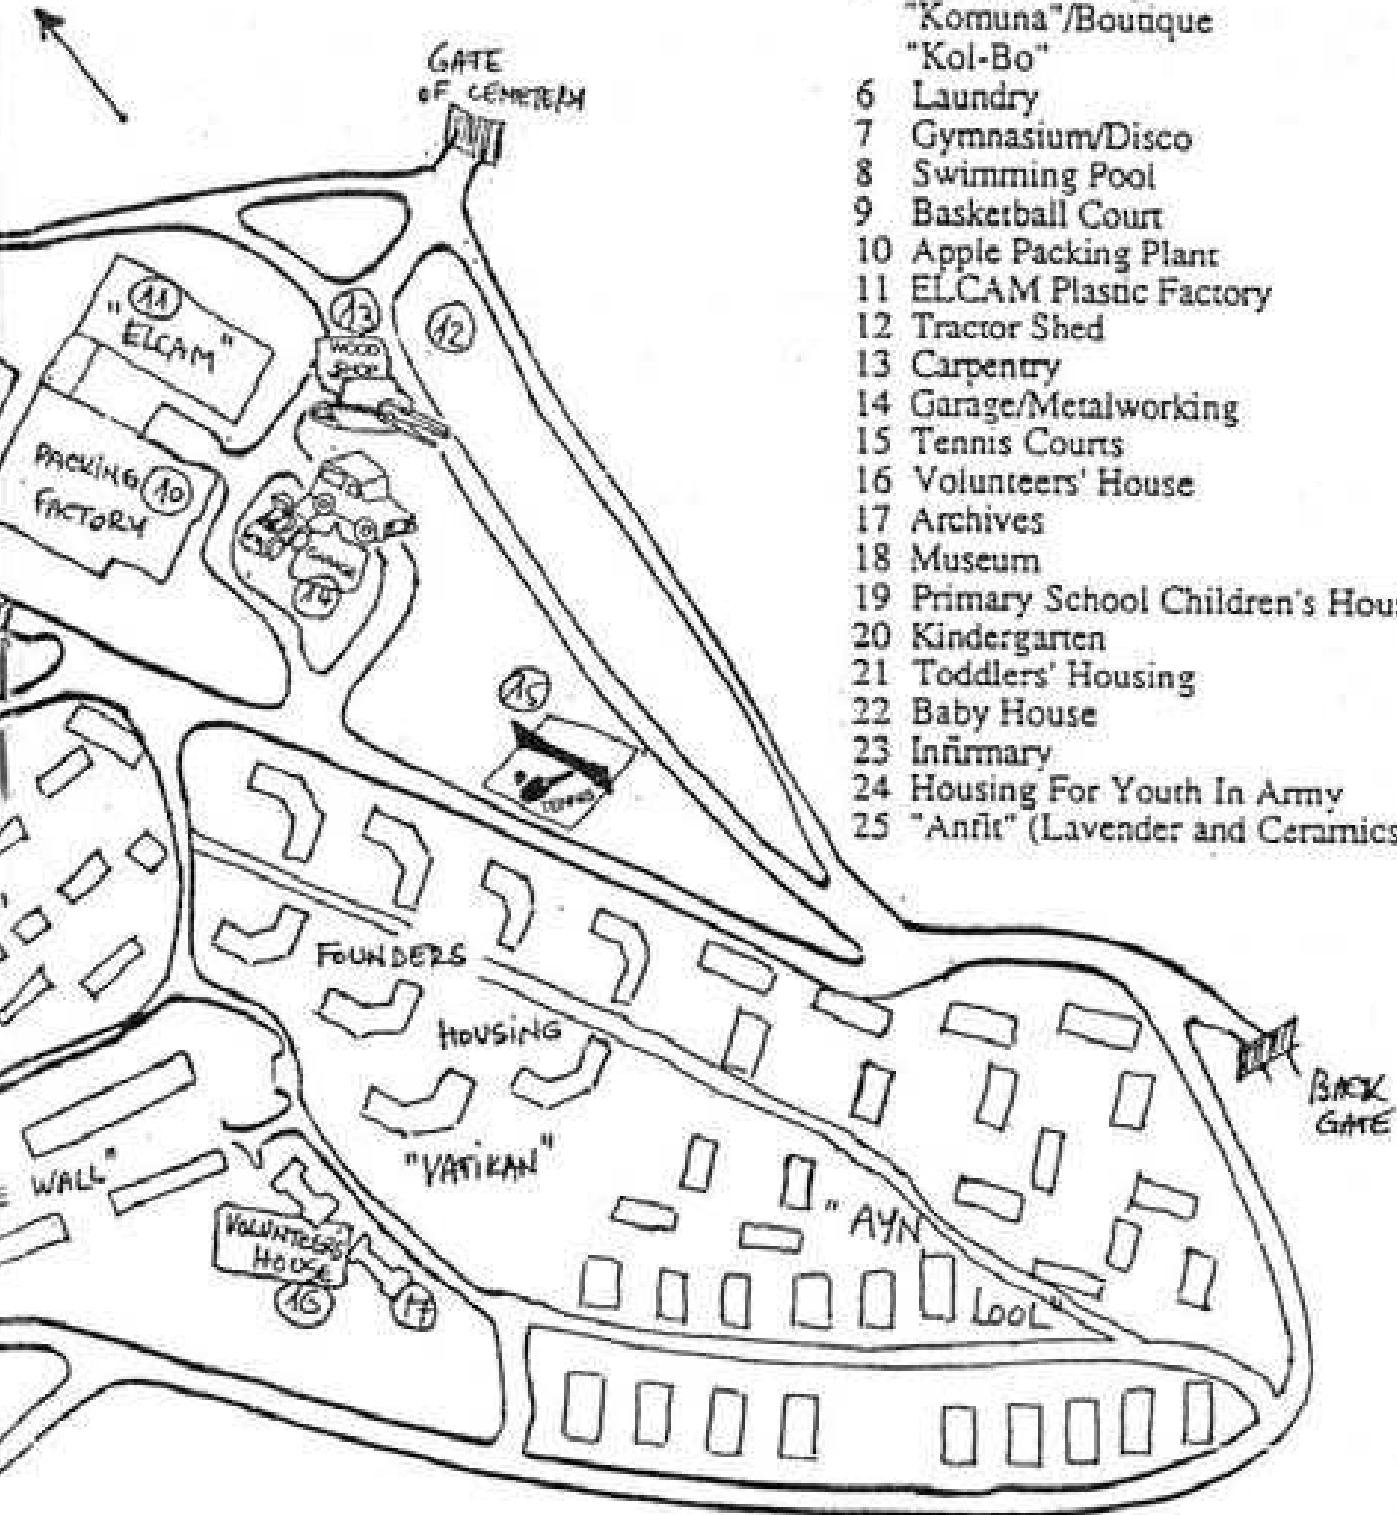 "Komuna"/Boutique
"Kol-Bo"
6 Laundry
7 Gymnasium/Disco
8 Swimming Pool
9 Basketball Court
10 Apple Packing Plant
11 ELCAM Plastic Factory
12 Tractor Shed
13 Carpentry
14 Garage/Metalworking
15 Tennis Courts
16 Volunteers' House
17 Archives
18 Museum
19 Primary School Children's Hous
20 Kindergarten
21 Toddlers' Housing
22 Baby House
23 Infirmary
24 Housing For Youth In Army
25 "Anfit" (Lavender and Ceramics
GATE
OF CEMETERY
11
"ELCAM"
13
WOOD
SHOP
12
PACKING 10
FACTORY
GARAGE
14
15
TENNIS
FOUNDERS
HOUSING
"VATIKAN"
"AYN
LOOL"
BACK
GATE
WALL"
VOLUNTEERS
HOUSE
16
17